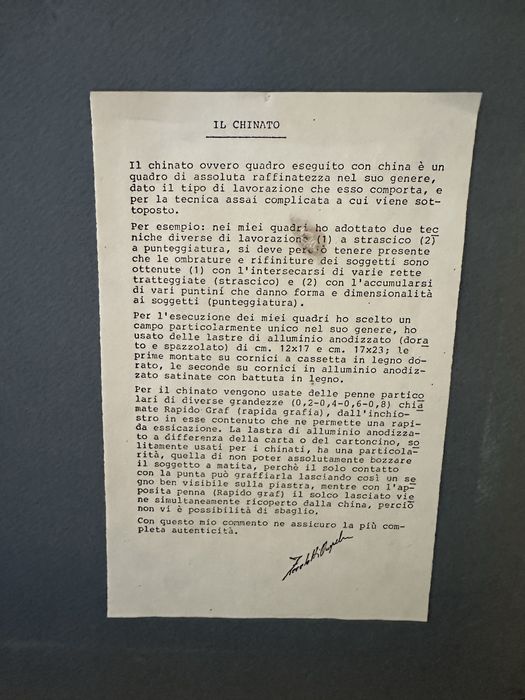 IL CHINATO
Il chinato ovvero quadro eseguito con china è un
quadro di assoluta raffinatezza nel suo genere,
dato il tipo di lavorazione che esso comporta, e
per la tecnica assai complicata a cui viene sot-
toposto.
Per esempio: nei miei quadri ho adottato due tec
niche diverse di lavorazione (1) a strascico (2)
a punteggiatura, si deve perciò tenere presente
che le ombrature e rifiniture dei soggetti sono
ottenute (1) con l'intersecarsi di varie rette
tratteggiate (strascico) e (2) con l'accumularsi
di vari puntini che danno forma e dimensionalità
ai soggetti (punteggiatura).
Per l'esecuzione dei miei quadri ho scelto un
campo particolarmente unico nel suo genere, ho
usato delle lastre di alluminio anodizzato (dora
to e spazzolato) di cm. 12x17 e cm. 17x23; le
prime montate su cornici a cassetta in legno do-
rato, le seconde su cornici in alluminio anodiz-
zato satinate con battuta in legno.
Per il chinato vengono usate delle penne partico
lari di diverse grandezze (0,2-0,4-0,6-0,8) chia
mate Rapido Graf (rapida grafia), dall'inchio-
stro in esse contenuto che ne permette una rapi-
da essicazione. La lastra di alluminio anodizza-
to a differenza della carta o del cartoncino, so
litamente usati per i chinati, ha una particola-
rità, quella di non poter assolutamente bozzare
il soggetto a matita, perchè il solo contatto
con la punta può graffiarla lasciando così un se
gno ben visibile sulla piastra, mentre con l'ap-
posita penna (Rapido graf) il solco lasciato vie
ne simultaneamente ricoperto dalla china, perciò
non vi è possibilità di sbaglio.
Con questo mio commento ne assicuro la più com-
pleta autenticità.